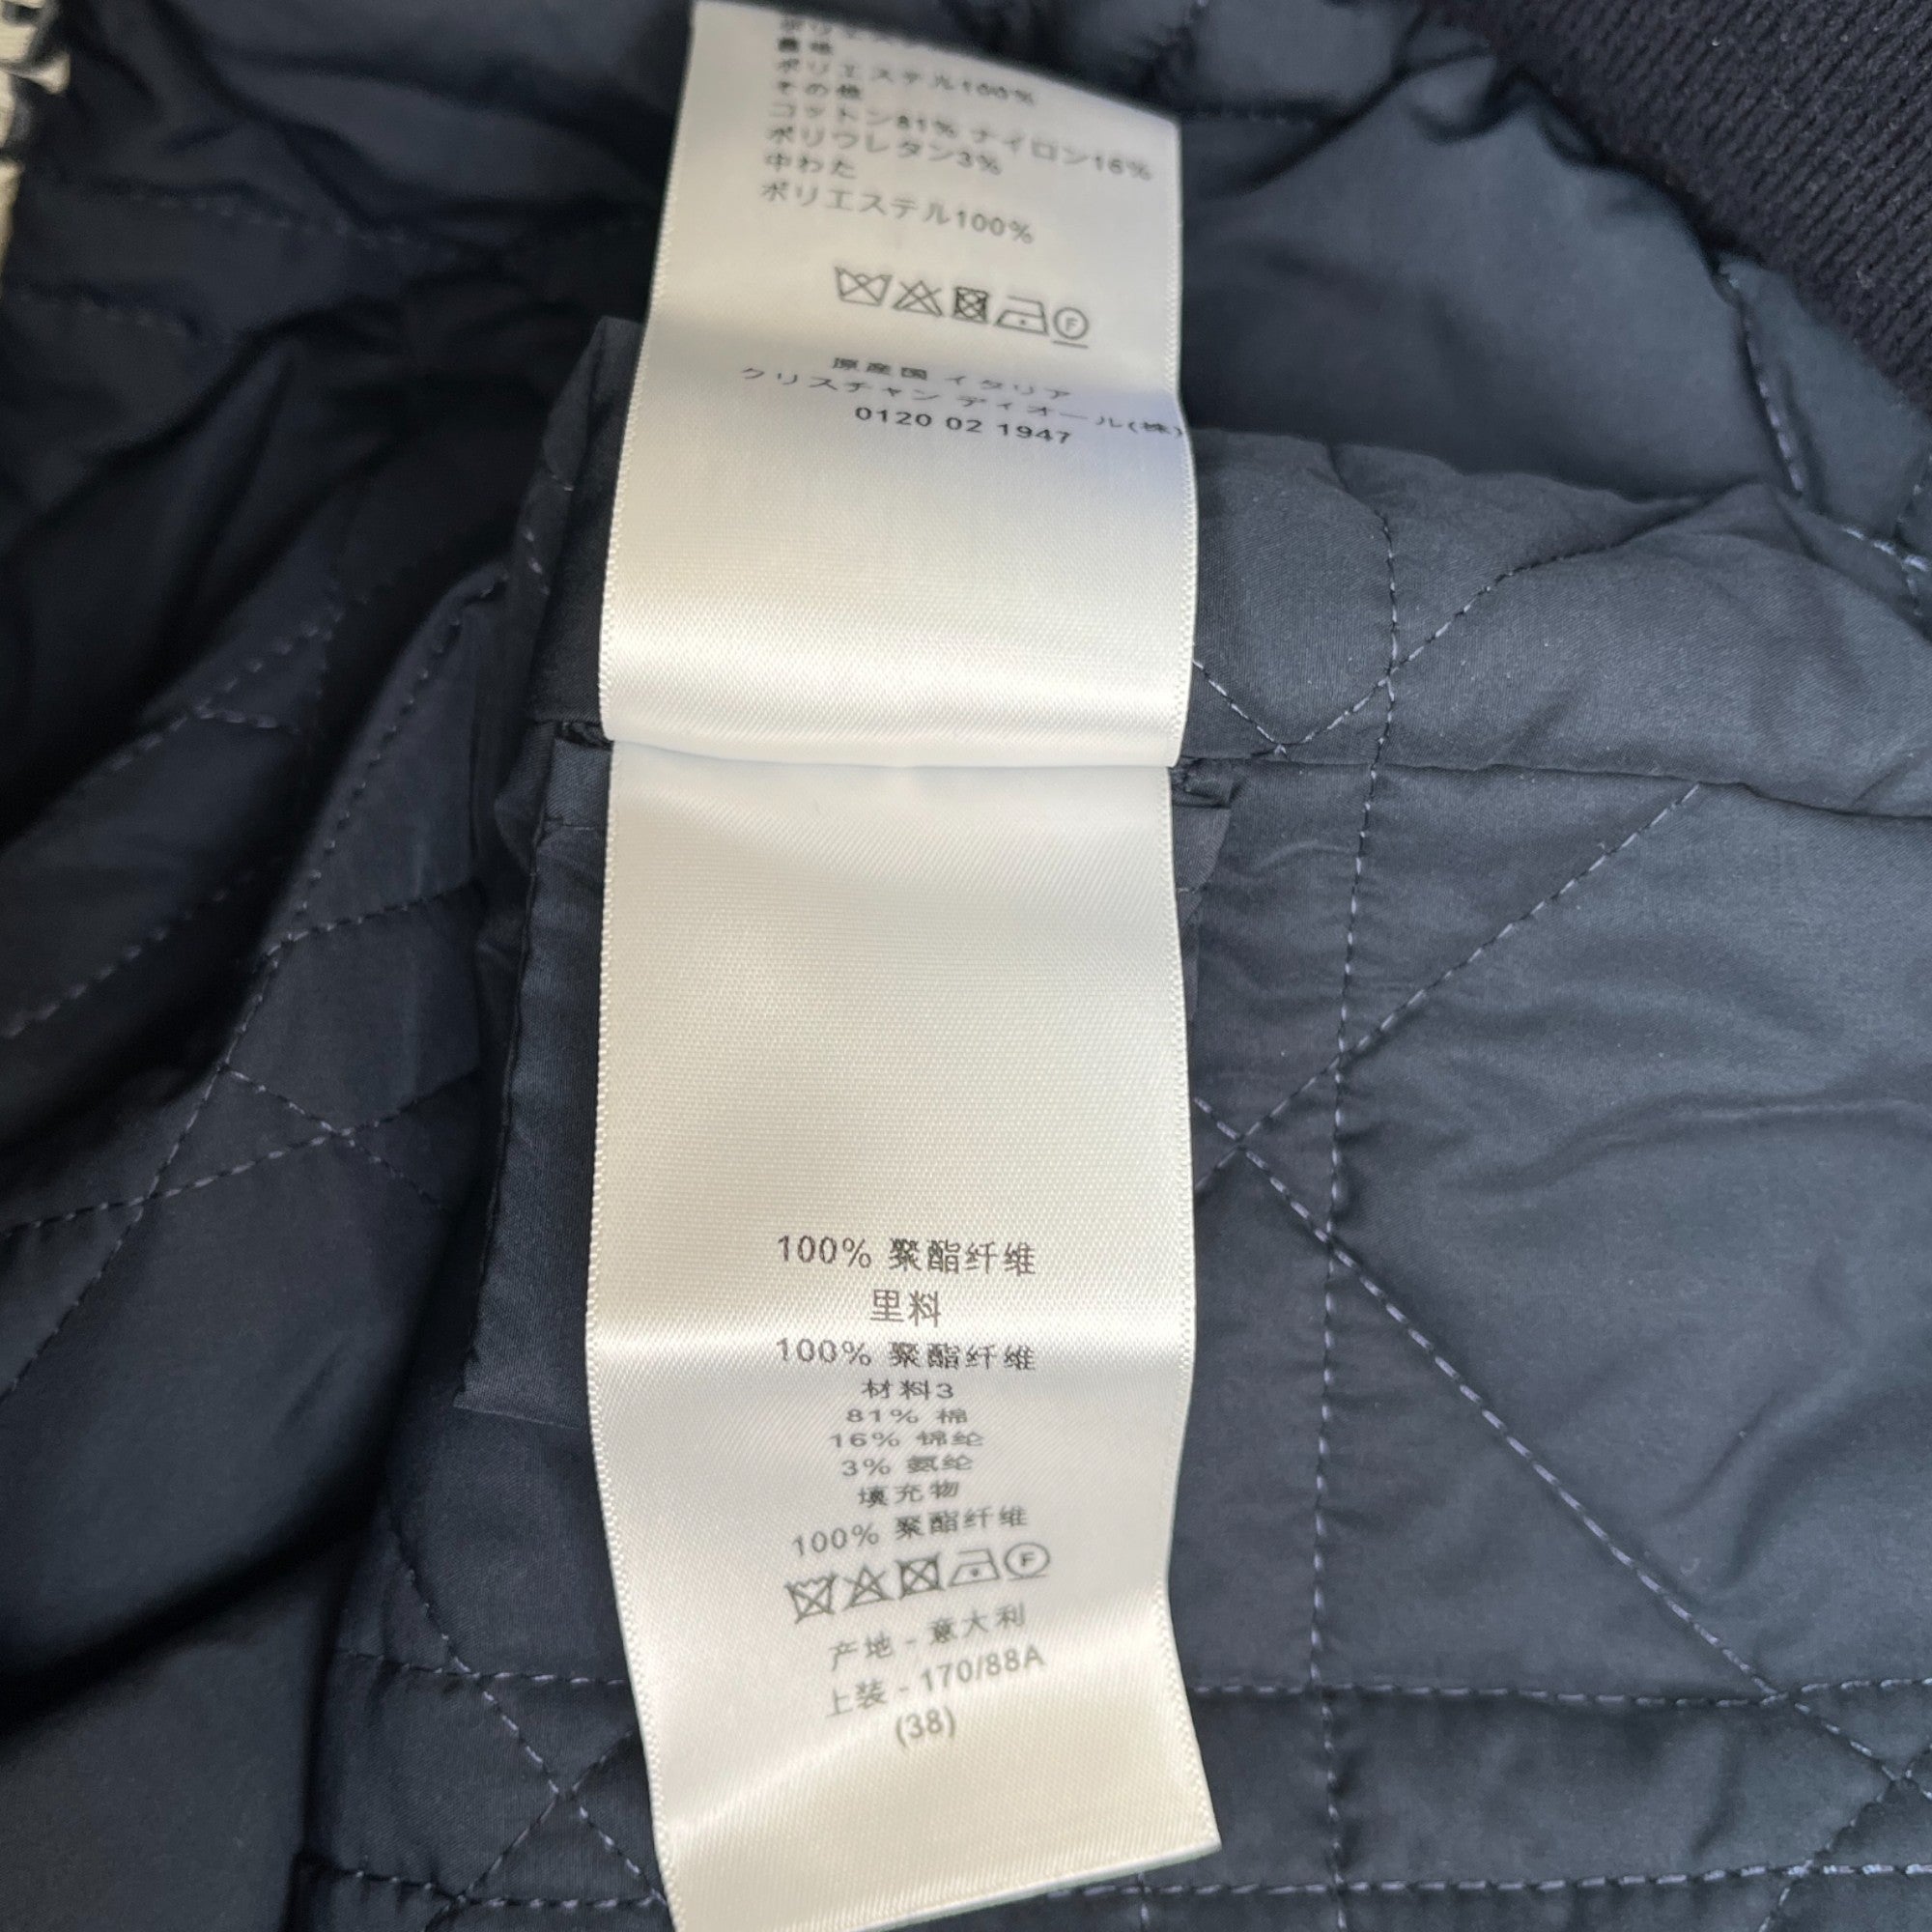 裏地
ポリエステル100%
その他
コットン81% ナイロン16%
ポリウレタン3%
中わた
ポリエステル100%
F
原産国 イタリア
クリスチャン ディオール(株)
0120 02 1947
100% 聚酯纤维
里料
100% 聚酯纤维
材料3
81% 棉
16% 锦纶
3% 氨纶
填充物
100% 聚酯纤维
F
产地 - 意大利
上装 - 170/88A
(38)